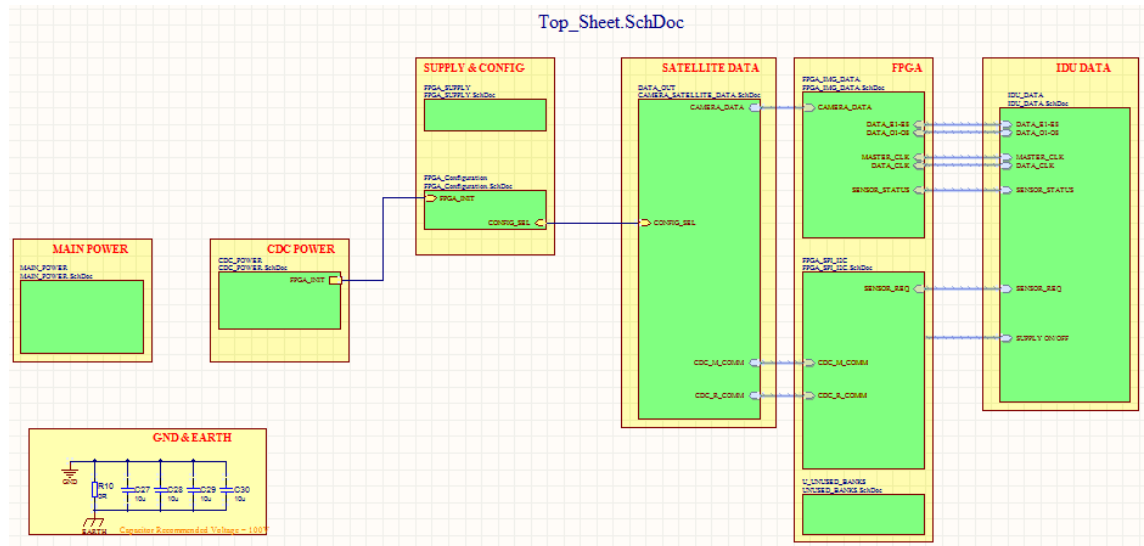 Top_Sheet.SchDoc
SUPPLY & CONFIG
FPGA_SUPPLY
FPGA_SUPPLY.SchDoc
FPGA_Configuration
FPGA_Configuration.SchDoc
FPGA_INIT
CONFIG_SEL
SATELLITE DATA
DATA_OUT
CAMERA_SATELLITE_DATA.SchDoc
CAMERA_DATA
CONFIG_SEL
CDC_M_COMM
CDC_R_COMM
FPGA
FPGA_IMG_DATA
FPGA_IMG_DATA.SchDoc
CAMERA_DATA
DATA_E1-E8
DATA_O1-O8
MASTER_CLK
DATA_CLK
SENSOR_STATUS
FPGA_SPI_I2C
FPGA_SPI_I2C.SchDoc
SENSOR_REQ
CDC_M_COMM
CDC_R_COMM
U_UNUSED_BANKS
UNUSED_BANKS.SchDoc
IDU DATA
IDU_DATA
IDU_DATA.SchDoc
DATA_E1-E8
DATA_O1-O8
MASTER_CLK
DATA_CLK
SENSOR_STATUS
SENSOR_REQ
SUPPLY ON/OFF
MAIN POWER
MAIN_POWER
MAIN_POWER.SchDoc
CDC POWER
CDC_POWER
CDC_POWER.SchDoc
FPGA_INIT
GND & EARTH
GND
R10
0R
C27
10u
C28
10u
C29
10u
C30
10u
EARTH
Capacitor Recommended Voltage = 100V